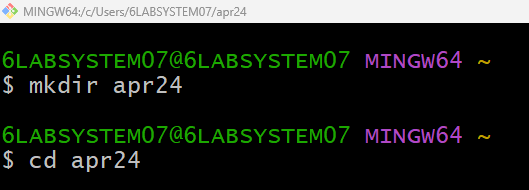 MINGW64:/c/Users/6LABSYSTEM07/apr24
6LABSYSTEM07@6LABSYSTEM07 MINGW64 ~
$ mkdir apr24
6LABSYSTEM07@6LABSYSTEM07 MINGW64 ~
$ cd apr24